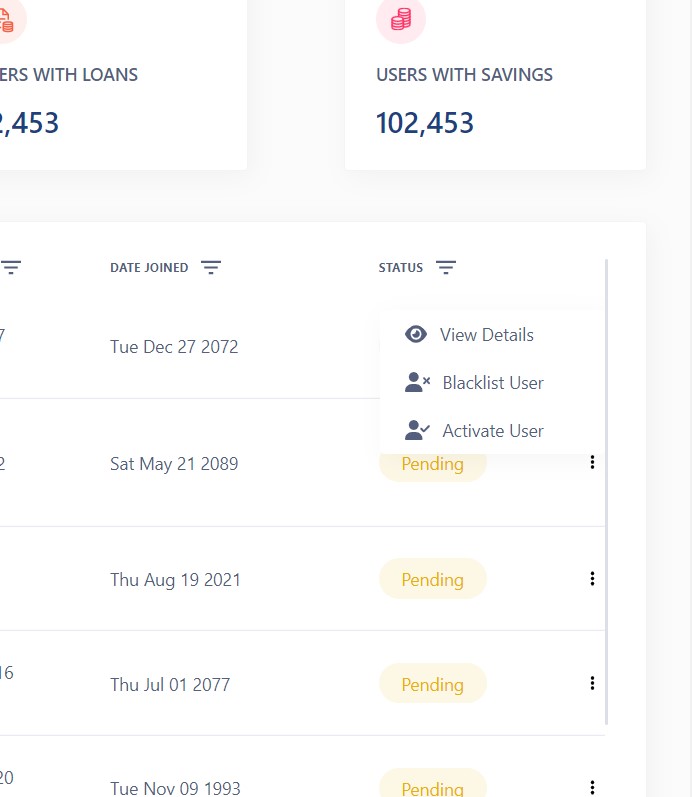 ERS WITH LOANS
USERS WITH SAVINGS
2,453
102,453
DATE JOINED
STATUS
7
Tue Dec 27 2072
View Details
Blacklist User
Activate User
2
Sat May 21 2089
Pending
Thu Aug 19 2021
Pending
16
Thu Jul 01 2077
Pending
20
Tue Nov 09 1993
Pending